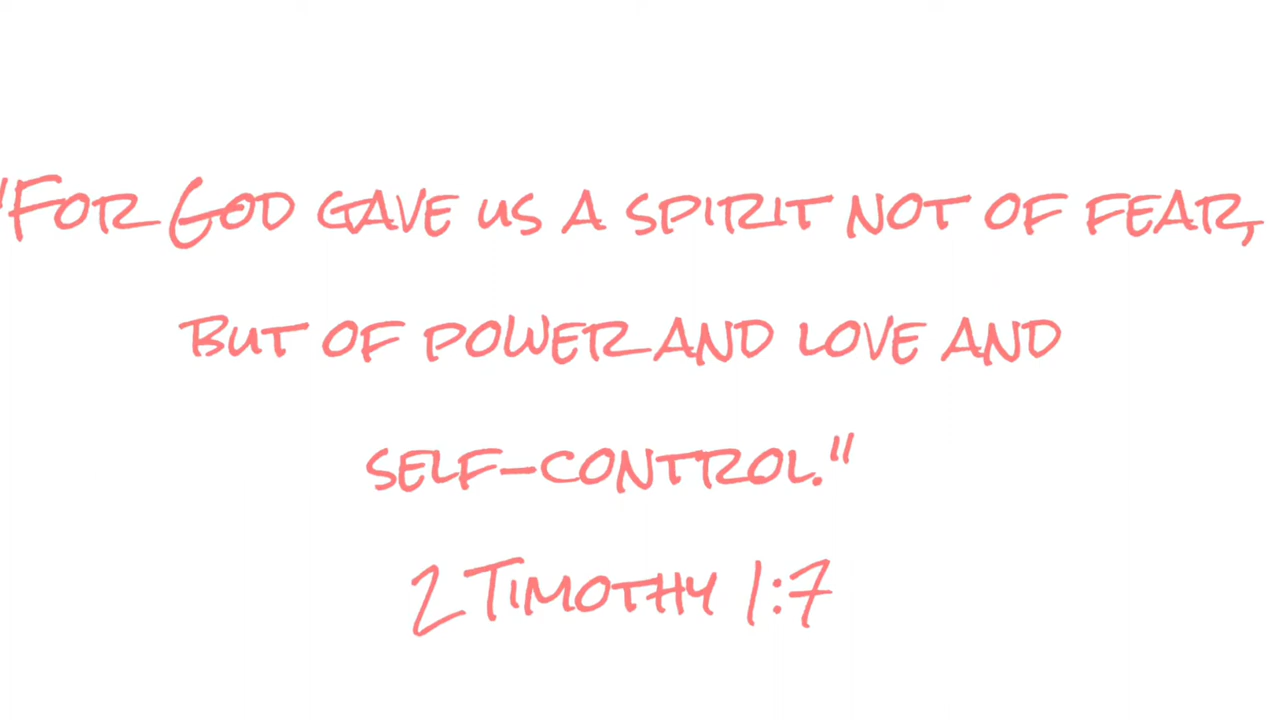 "For God gave us a spirit not of fear,
but of power and love and
self-control."
2 Timothy 1:7